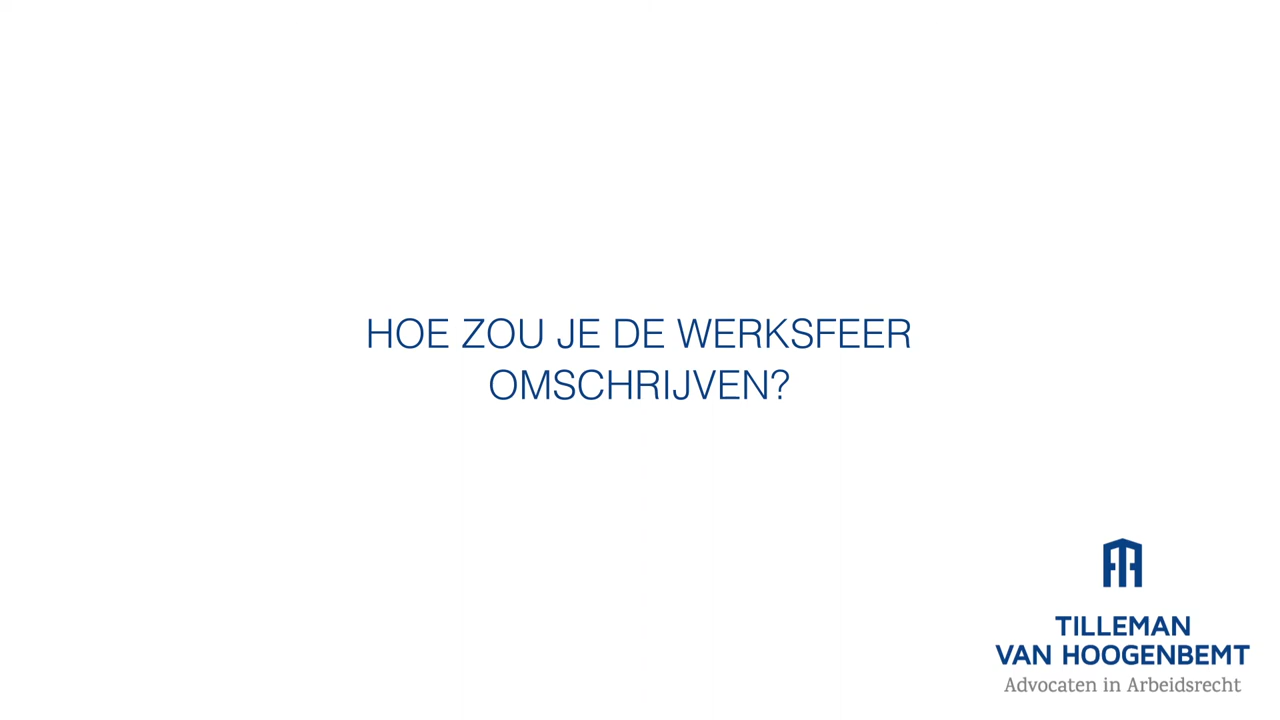 HOE ZOU JE DE WERKSFEER
OMSCHRIJVEN?
TILLEMAN
VAN HOOGENBEMT
Advocaten in Arbeidsrecht